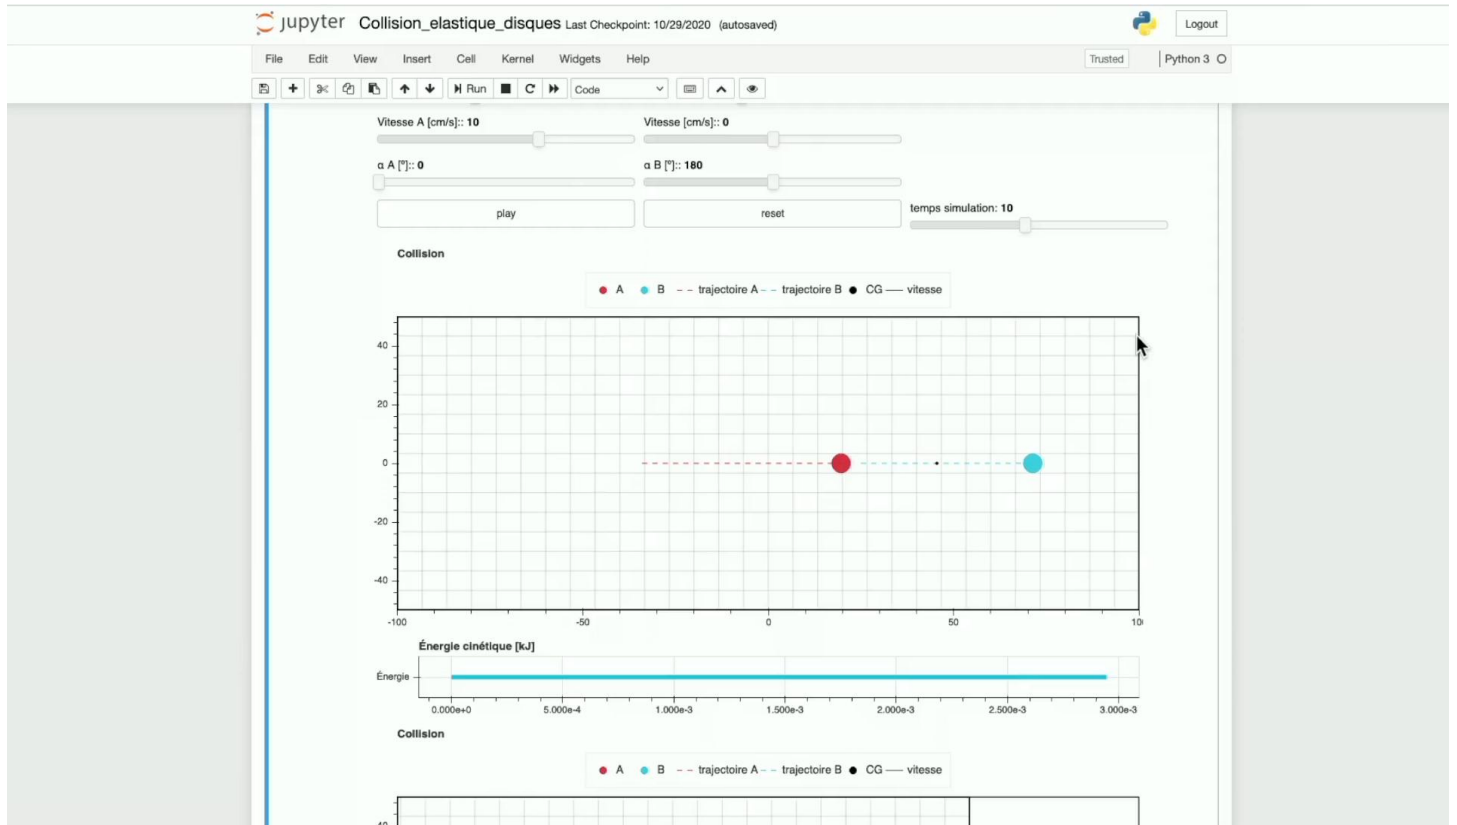 jupyter Collision_elastique_disques Last Checkpoint: 10/29/2020 (autosaved) Logout
File Edit View Insert Cell Kernel Widgets Help Trusted Python 3
Run Code
Vitesse A [cm/s]:: 10 Vitesse [cm/s]:: 0
α A [°]:: 0 α B [°]:: 180
play reset temps simulation: 10
Collision
A B trajectoire A trajectoire B CG vitesse
40
20
0
-20
-40
-100 -50 0 50 10
Énergie cinétique [kJ]
Énergie
0.000e+0 5.000e-4 1.000e-3 1.500e-3 2.000e-3 2.500e-3 3.000e-3
Collision
A B trajectoire A trajectoire B CG vitesse
40